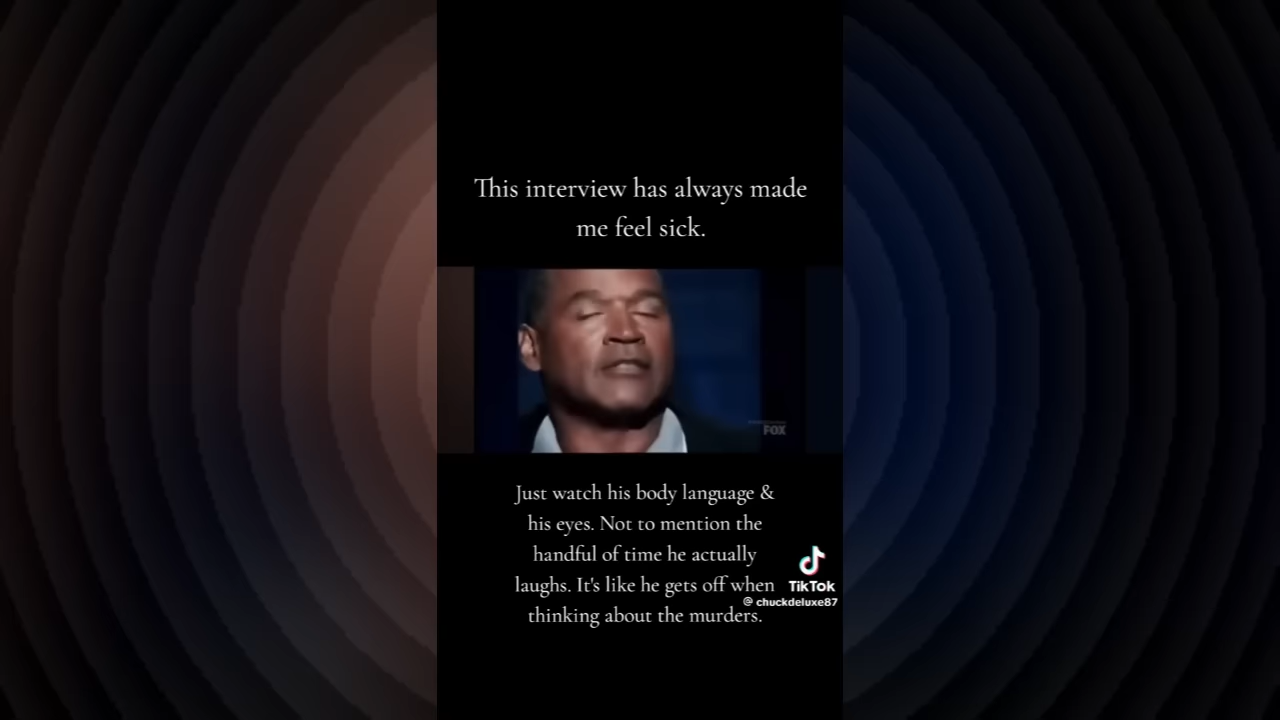 This interview has always made
me feel sick.
FOX
Just watch his body language &
his eyes. Not to mention the
handful of time he actually
laughs. It's like he gets off when
thinking about the murders.
TikTok
@ chuckdeluxe87